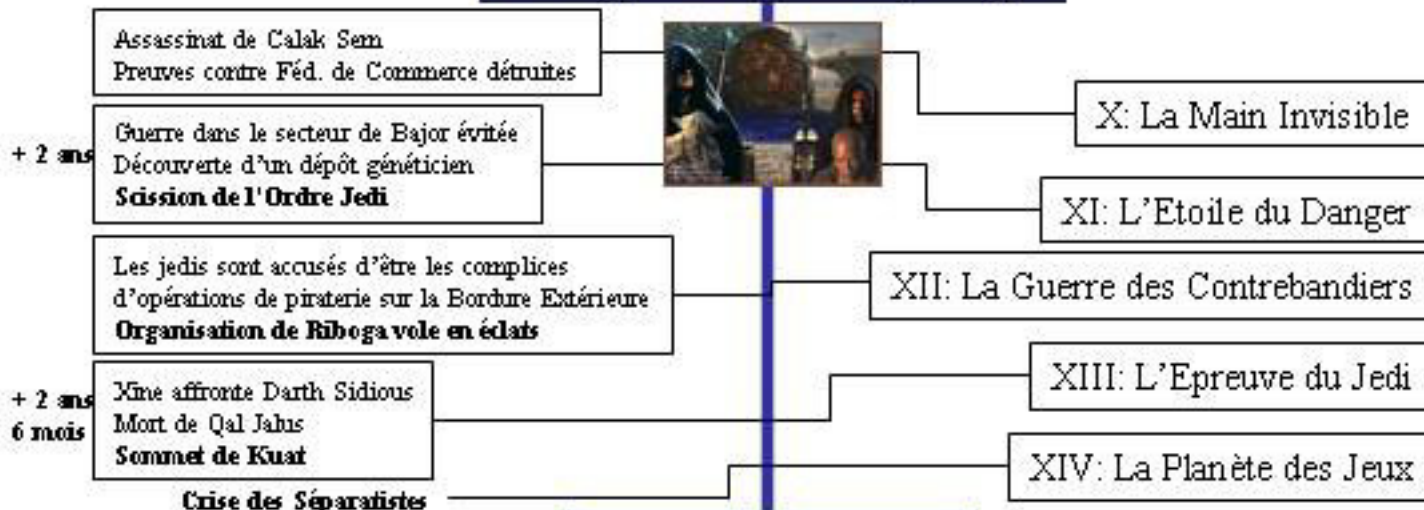 Assassinat de Calak Sem
Preuves contre Féd. de Commerce détruites
X: La Main Invisible
+ 2 ans
Guerre dans le secteur de Bajor évitée
Découverte d'un dépôt généticien
Scission de l'Ordre Jedi
XI: L'Etoile du Danger
Les jedis sont accusés d'être les complices
d'opérations de piraterie sur la Bordure Extérieure
Organisation de Riboga vole en éclats
XII: La Guerre des Contrebandiers
+ 2 ans
6 mois
Xine affronte Darth Sidious
Mort de Qal Jahus
Sommet de Kuat
XIII: L'Epreuve du Jedi
Crise des Séparatistes
XIV: La Planète des Jeux